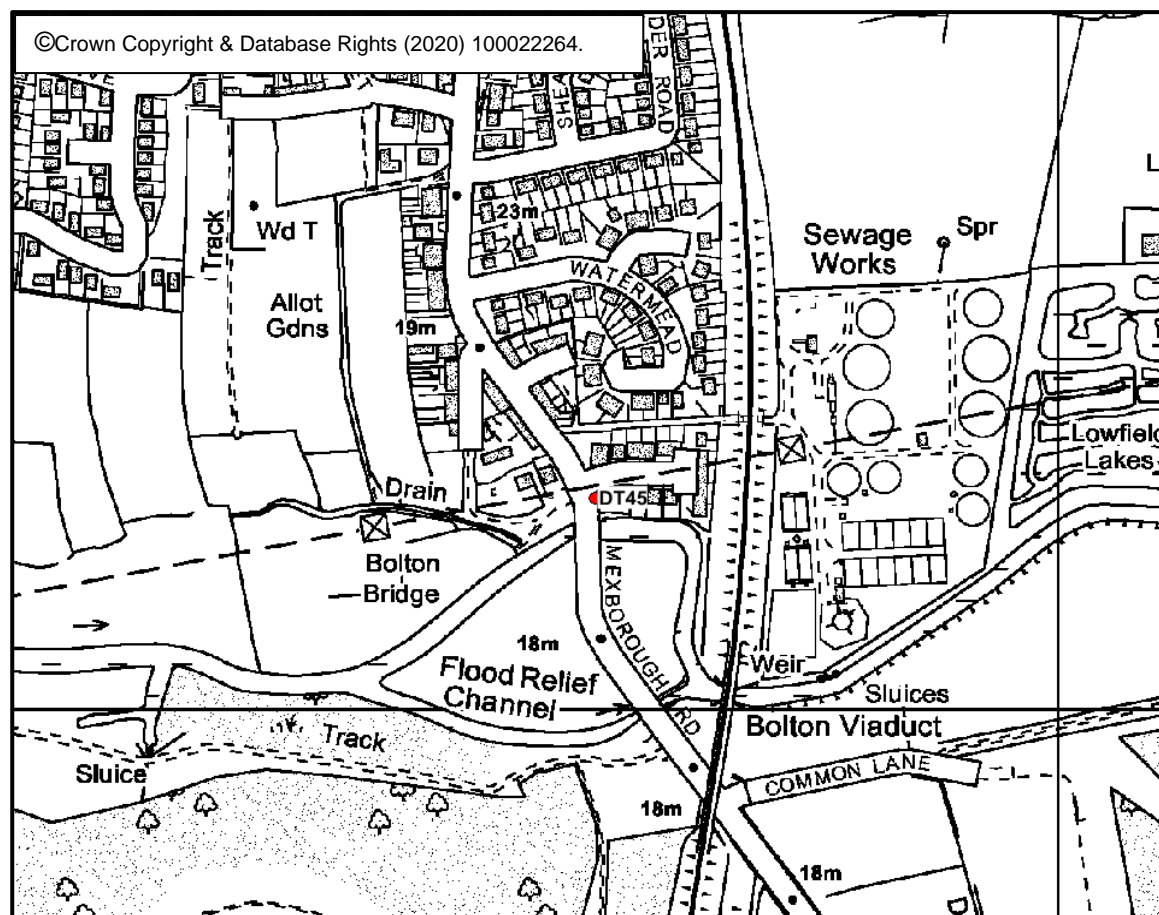 ©Crown Copyright & Database Rights (2020) 100022264.
DER ROAD
Track
Wd T
23m
Sewage
Works
Spr
WATERMEAD
Allot
Gdns
19m
Lowfield
Lakes
Drain
DT45
Bolton
Bridge
MEXBOROUGH RD
18m
Flood Relief
Channel
Weir
Sluices
Track
Bolton Viaduct
Sluice
COMMON LANE
18m
18m
D